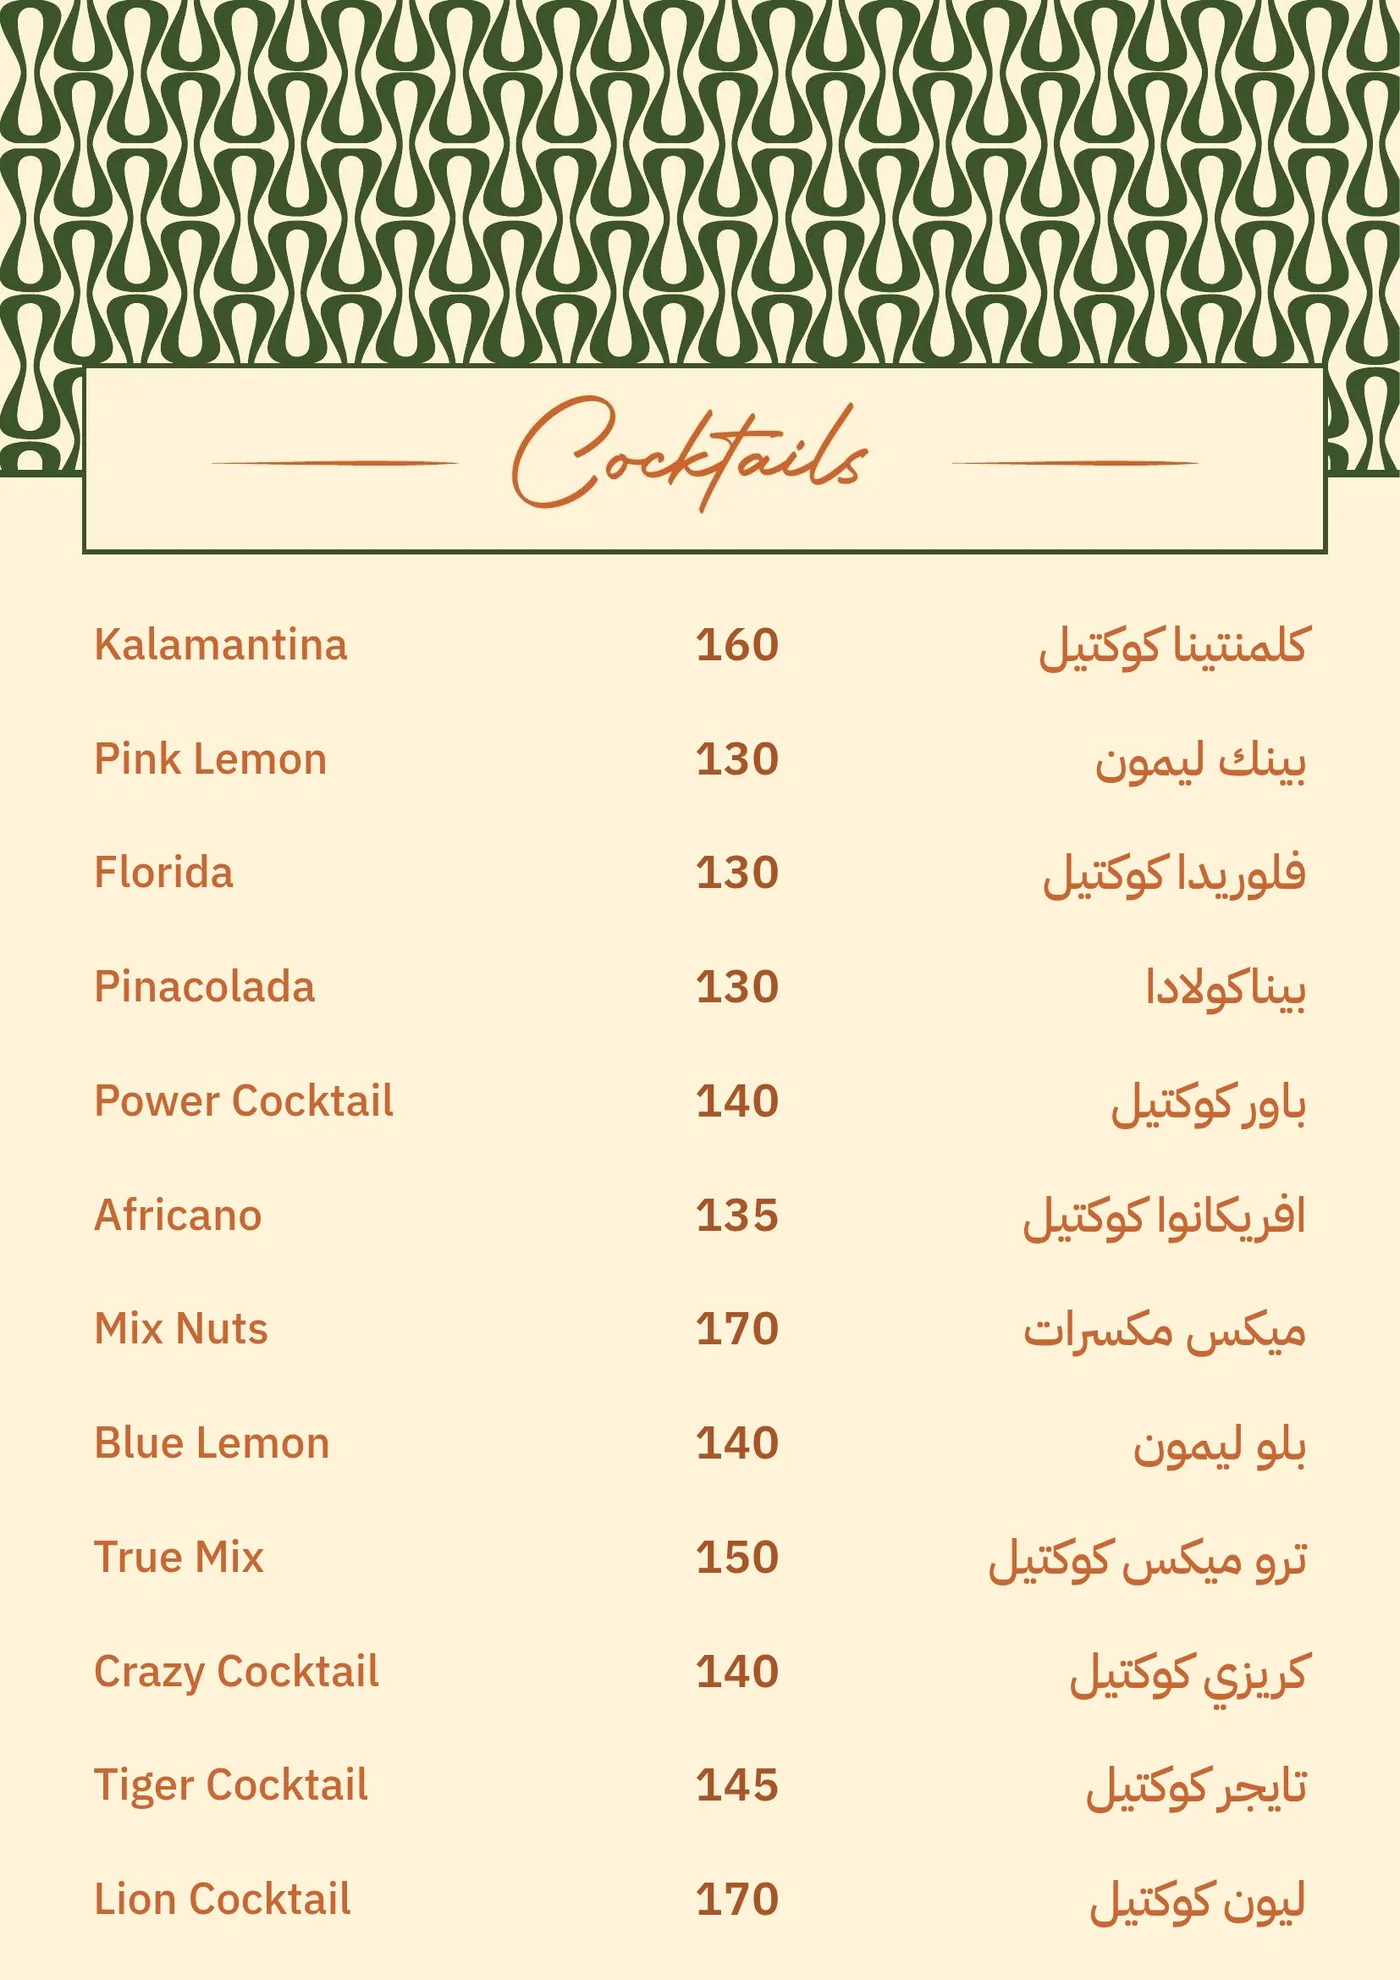 Cocktails
Kalamantina 160 كلمنتينا كوكتيل
Pink Lemon 130 بينك ليمون
Florida 130 فلوريدا كوكتيل
Pinacolada 130 بيناكولادا
Power Cocktail 140 باور كوكتيل
Africano 135 افريكانوا كوكتيل
Mix Nuts 170 ميكس مكسرات
Blue Lemon 140 بلو ليمون
True Mix 150 ترو ميكس كوكتيل
Crazy Cocktail 140 كريزي كوكتيل
Tiger Cocktail 145 تايجر كوكتيل
Lion Cocktail 170 ليون كوكتيل